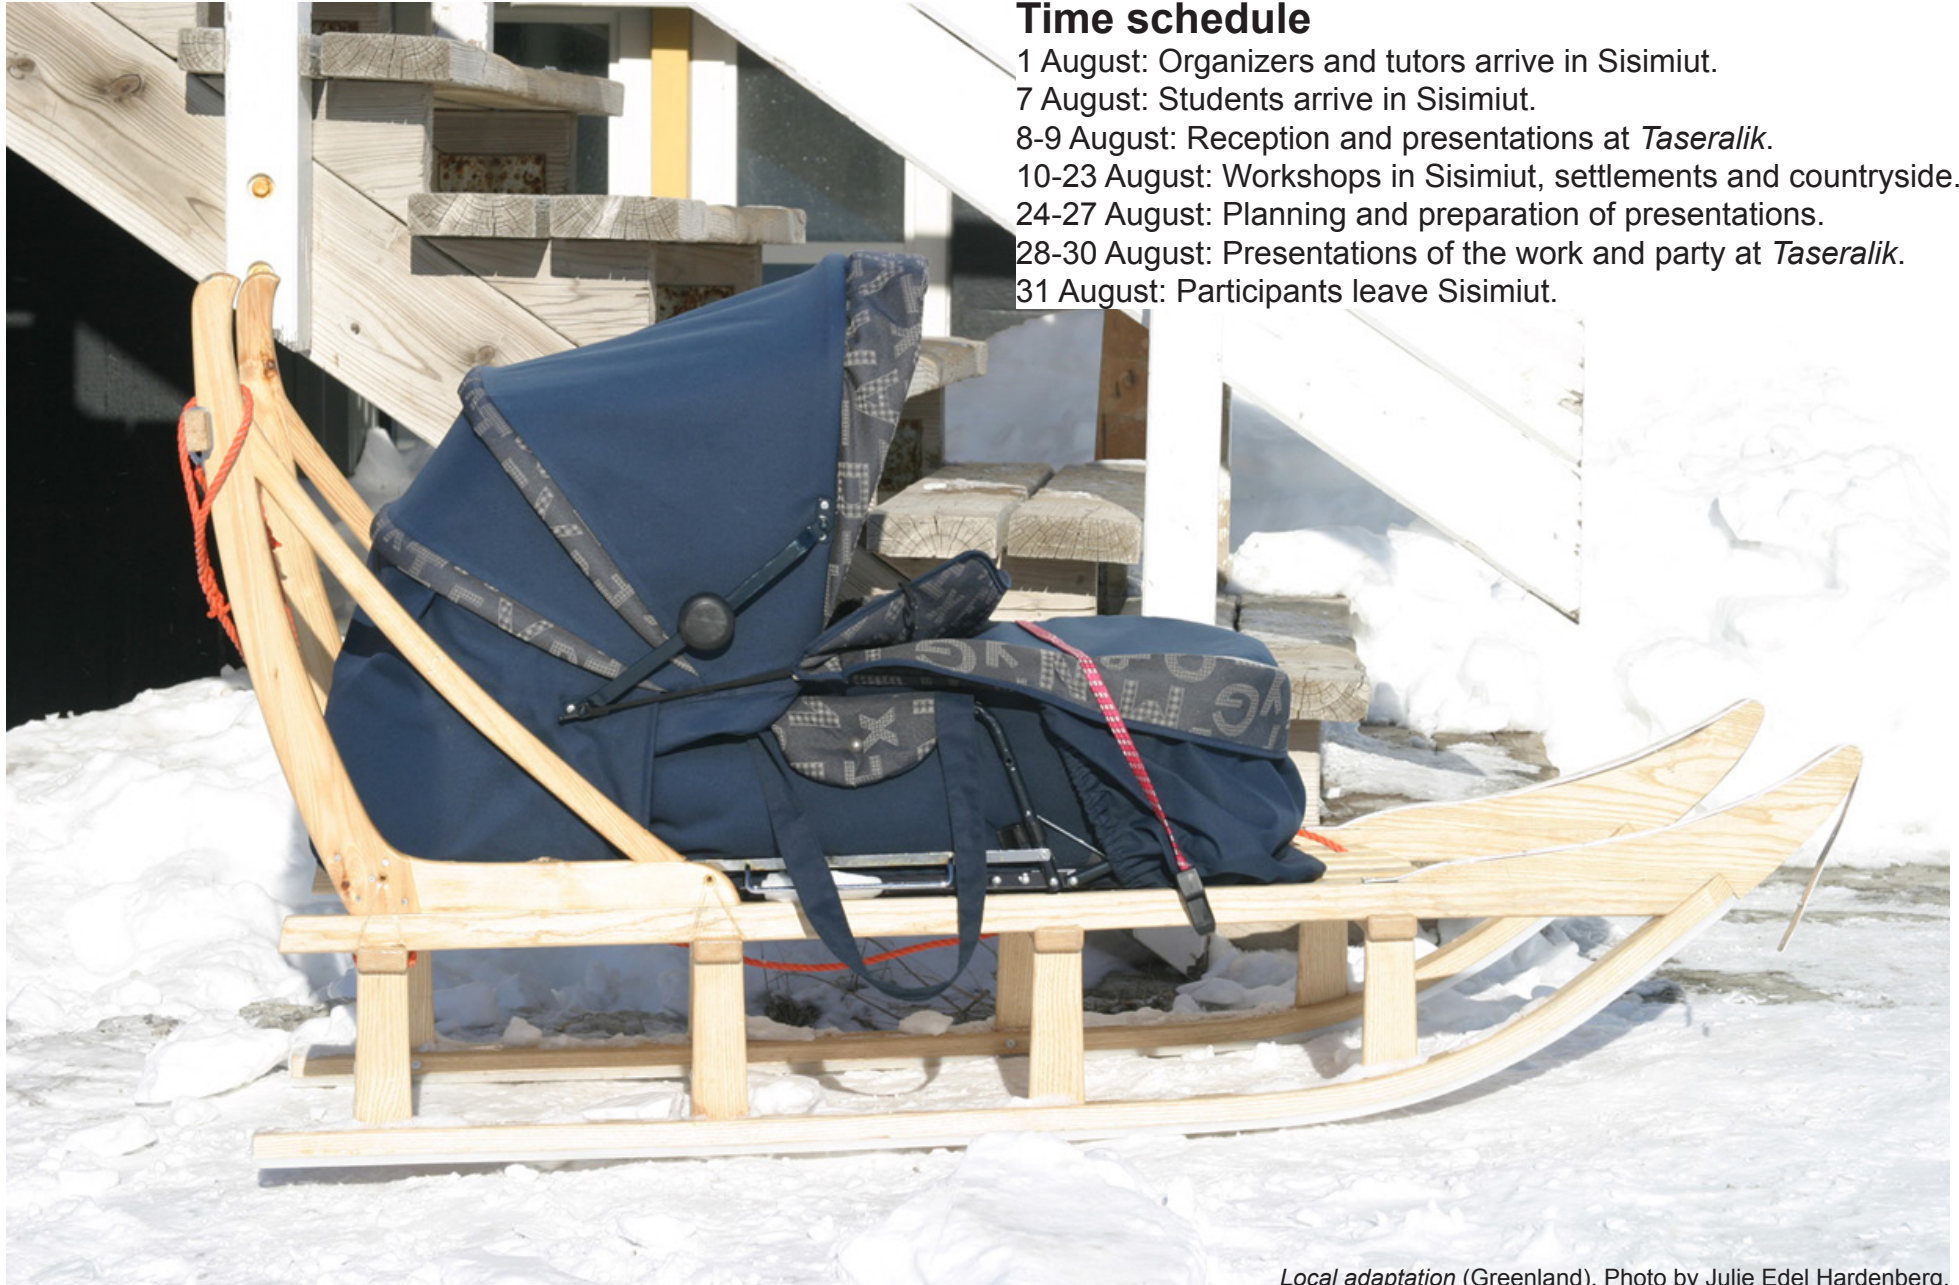 Time schedule
1 August: Organizers and tutors arrive in Sisimiut.
7 August: Students arrive in Sisimiut.
8-9 August: Reception and presentations at Taseralik.
10-23 August: Workshops in Sisimiut, settlements and countryside.
24-27 August: Planning and preparation of presentations.
28-30 August: Presentations of the work and party at Taseralik.
31 August: Participants leave Sisimiut.
Local adaptation (Greenland). Photo by Julie Edel Hardenberg.